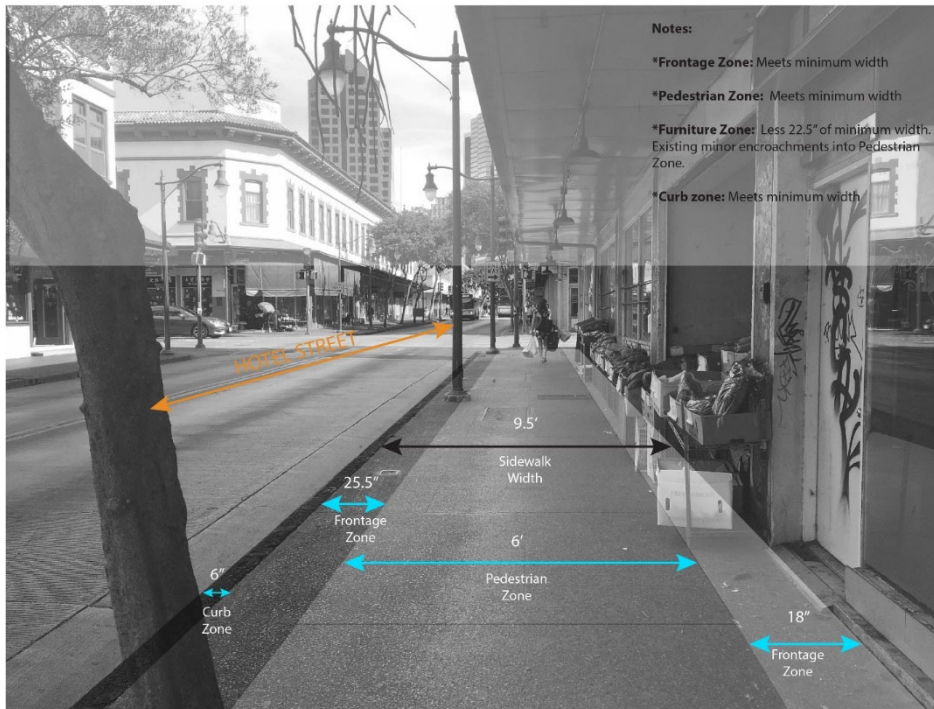 Notes:
*Frontage Zone: Meets minimum width
*Pedestrian Zone: Meets minimum width
*Furniture Zone: Less 22.5" of minimum width.
Existing minor encroachments into Pedestrian
Zone.
*Curb zone: Meets minimum width
HOTEL STREET
9.5'
Sidewalk
Width
25.5"
Frontage
Zone
6'
Pedestrian
Zone
6"
Curb
Zone
18"
Frontage
Zone